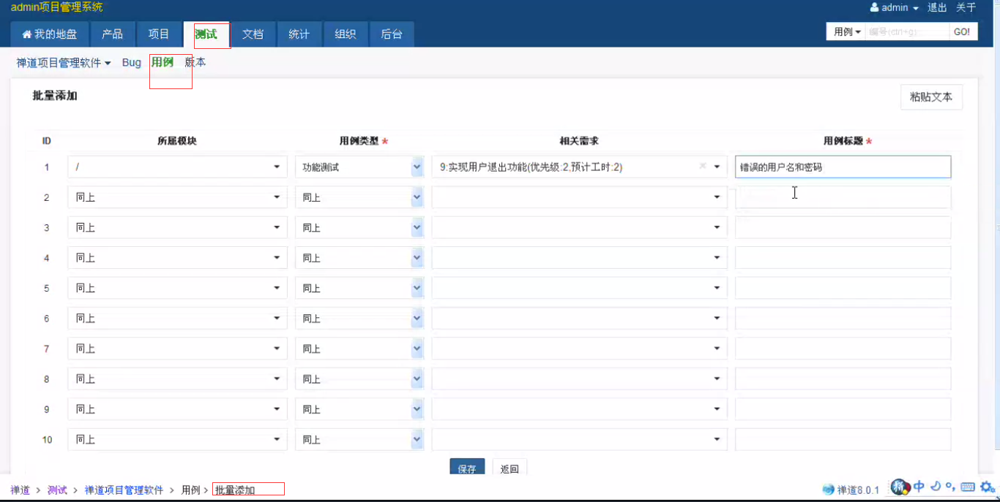 admin项目管理系统 admin 退出 关于
我的地盘 产品 项目 测试 文档 统计 组织 后台 用例 编号(ctrl+g) GO!
禅道项目管理软件 Bug 用例 版本
批量添加 粘贴文本
ID 所属模块 用例类型 * 相关需求 用例标题 *
1 / 功能测试 9:实现用户退出功能(优先级:2,预计工时:2) 错误的用户名和密码
2 同上 同上
3 同上 同上
4 同上 同上
5 同上 同上
6 同上 同上
7 同上 同上
8 同上 同上
9 同上 同上
10 同上 同上
保存 返回
禅道 > 测试 > 禅道项目管理软件 > 用例 > 批量添加 禅道8.0.1 中